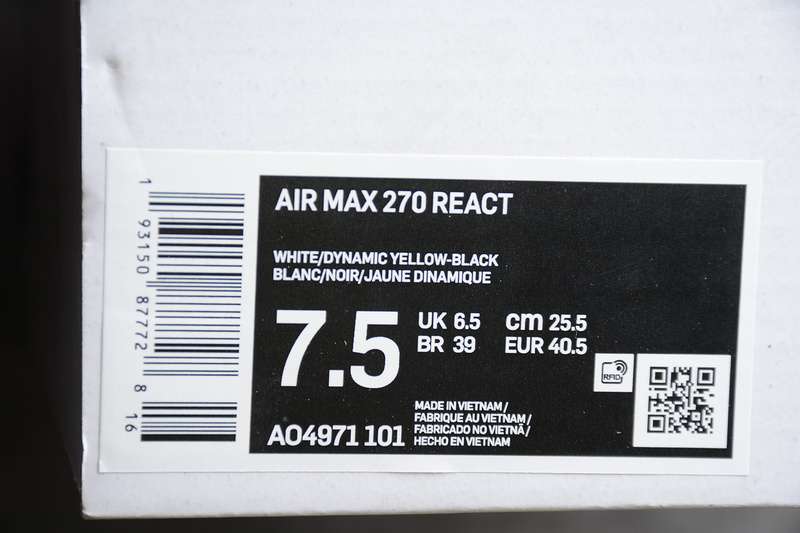 1 93150 87772 8 16
AIR MAX 270 REACT
WHITE/DYNAMIC YELLOW-BLACK
BLANC/NOIR/JAUNE DINAMIQUE
7.5
UK 6.5 cm 25.5
BR 39 EUR 40.5
RFID
MADE IN VIETNAM/
FABRIQUE AU VIETNAM/
FABRICADO NO VIETNÃ/
HECHO EN VIETNAM
AO4971 101